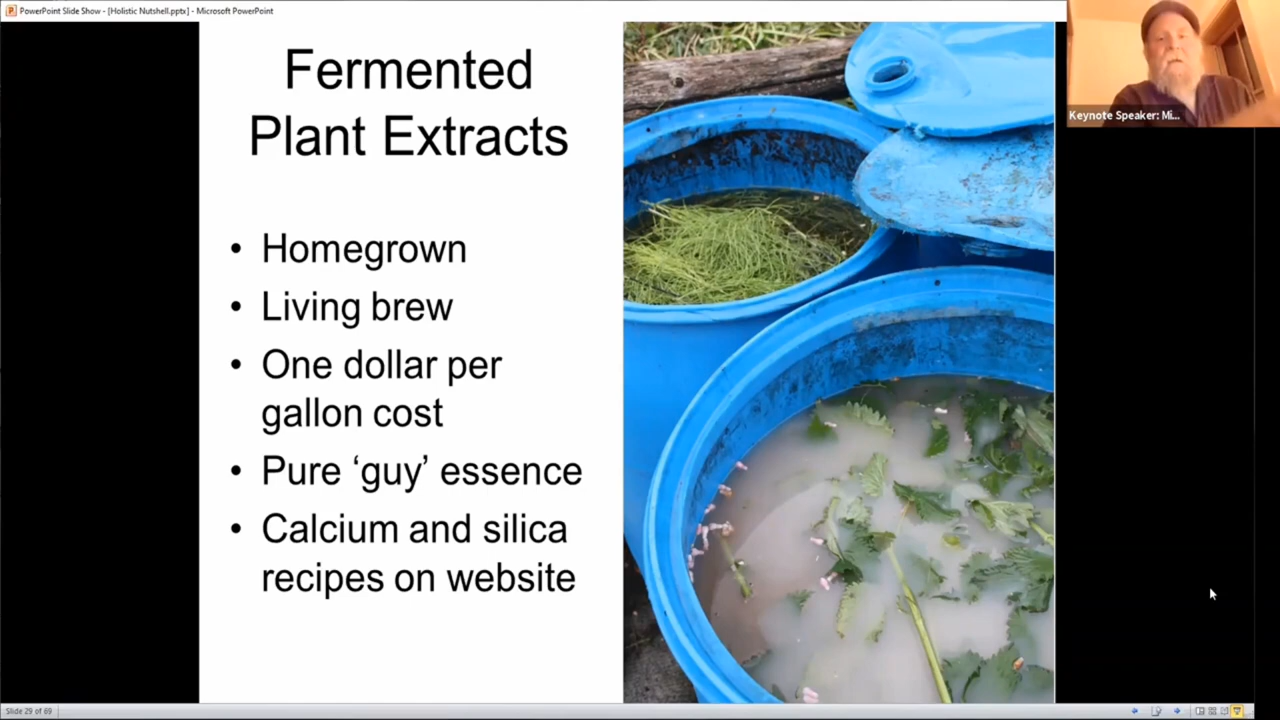 PowerPoint Slide Show - [Holistic Nutshell.pptx] - Microsoft PowerPoint
Fermented
Plant Extracts
• Homegrown
• Living brew
• One dollar per
gallon cost
• Pure ‘guy’ essence
• Calcium and silica
recipes on website
Keynote Speaker: Mi...
Slide 29 of 69